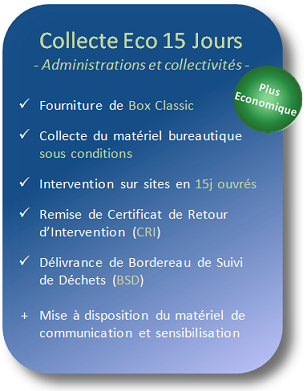 Collecte Eco 15 Jours
- Administrations et collectivités -
Plus
Economique
✓ Fourniture de Box Classic
✓ Collecte du matériel bureautique
sous conditions
✓ Intervention sur sites en 15j ouvrés
✓ Remise de Certificat de Retour
d'Intervention (CRI)
✓ Délivrance de Bordereau de Suivi
de Déchets (BSD)
+ Mise à disposition du matériel de
communication et sensibilisation